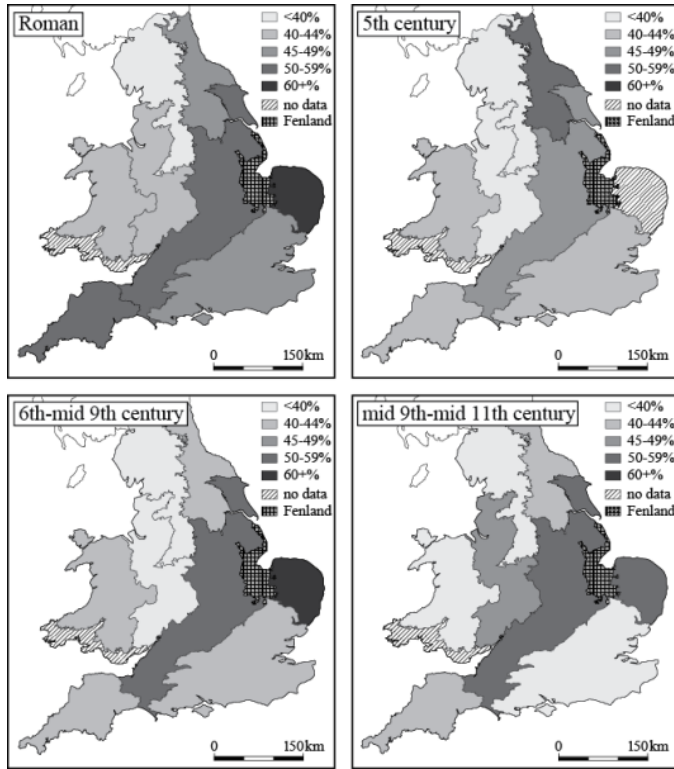 Roman
<40%
40-44%
45-49%
50-59%
60+%
no data
Fenland
0 150km
5th century
<40%
40-44%
45-49%
50-59%
60+%
no data
Fenland
0 150km
6th-mid 9th century
<40%
40-44%
45-49%
50-59%
60+%
no data
Fenland
0 150km
mid 9th-mid 11th century
<40%
40-44%
45-49%
50-59%
60+%
no data
Fenland
0 150km